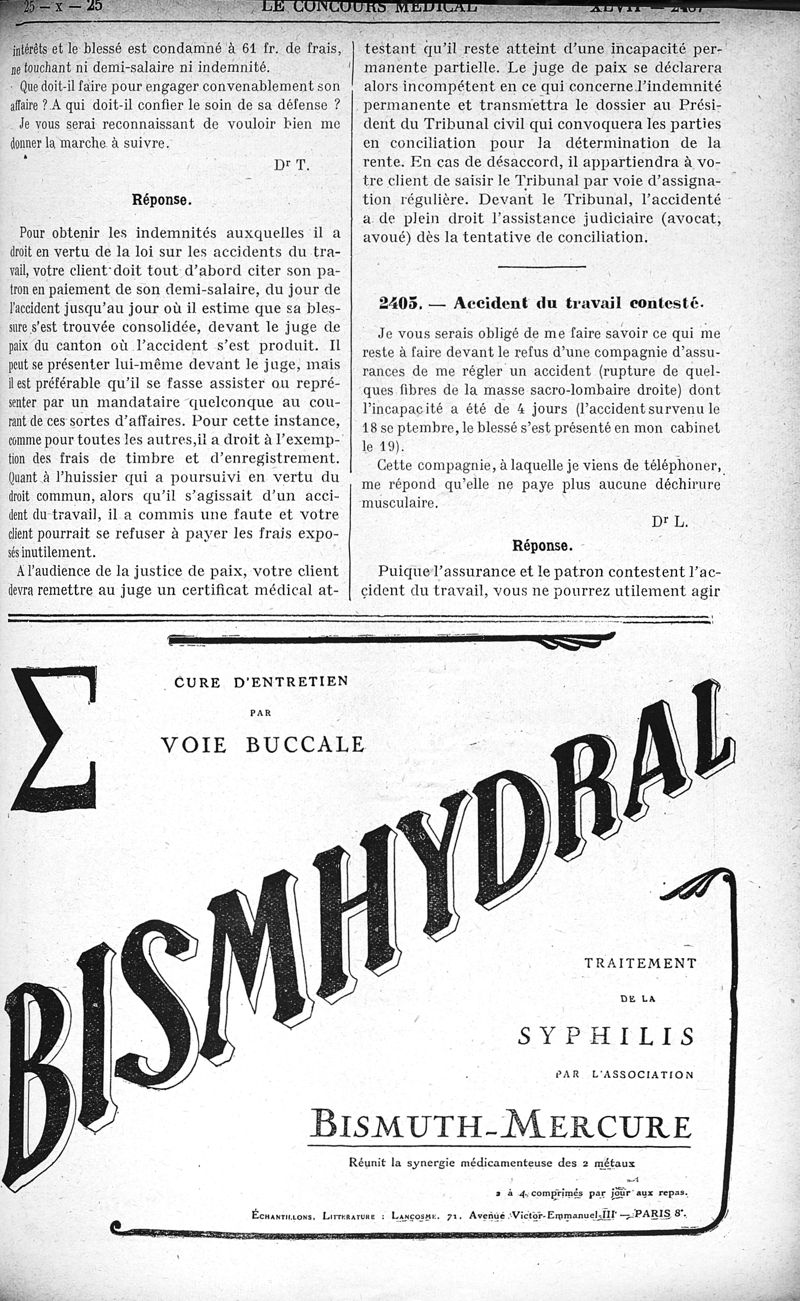 25 — X — 25 LE CONCOURS MÉDICAL XLVII — 2467
intérêts et le blessé est condamné à 61 fr. de frais,
ne touchant ni demi-salaire ni indemnité.
Que doit-il faire pour engager convenablement son
affaire ? A qui doit-il confier le soin de sa défense ?
Je vous serai reconnaissant de vouloir bien me
donner la marche à suivre.
Dr T.
Réponse.
Pour obtenir les indemnités auxquelles il a
droit en vertu de la loi sur les accidents du tra-
vail, votre client doit tout d'abord citer son pa-
tron en paiement de son demi-salaire, du jour de
l'accident jusqu'au jour où il estime que sa bles-
sure s'est trouvée consolidée, devant le juge de
paix du canton où l'accident s'est produit. Il
peut se présenter lui-même devant le juge, mais
il est préférable qu'il se fasse assister ou repré-
senter par un mandataire quelconque au cou-
rant de ces sortes d'affaires. Pour cette instance,
comme pour toutes les autres, il a droit à l'exemp-
tion des frais de timbre et d'enregistrement.
Quant à l'huissier qui a poursuivi en vertu du
droit commun, alors qu'il s'agissait d'un acci-
dent du travail, il a commis une faute et votre
client pourrait se refuser à payer les frais expo-
sés inutilement.
A l'audience de la justice de paix, votre client
devra remettre au juge un certificat médical at-
testant qu'il reste atteint d'une incapacité per-
manente partielle. Le juge de paix se déclarera
alors incompétent en ce qui concerne l'indemnité
permanente et transmettra le dossier au Prési-
dent du Tribunal civil qui convoquera les parties
en conciliation pour la détermination de la
rente. En cas de désaccord, il appartiendra à vo-
tre client de saisir le Tribunal par voie d'assigna-
tion régulière. Devant le Tribunal, l'accidenté
a de plein droit l'assistance judiciaire (avocat,
avoué) dès la tentative de conciliation.
2405. — Accident du travail contesté.
Je vous serais obligé de me faire savoir ce qui me
reste à faire devant le refus d'une compagnie d'assu-
rances de me régler un accident (rupture de quel-
ques fibres de la masse sacro-lombaire droite) dont
l'incapacité a été de 4 jours (l'accident survenu le
18 se ptembre, le blessé s'est présenté en mon cabinet
le 19).
Cette compagnie, à laquelle je viens de téléphoner,
me répond qu'elle ne paye plus aucune déchirure
musculaire.
Dr L.
Réponse.
Puique l'assurance et le patron contestent l'ac-
cident du travail, vous ne pourrez utilement agir
Σ
CURE D'ENTRETIEN
PAR
VOIE BUCCALE
BISMHYDRAL
TRAITEMENT
DE LA
SYPHILIS
PAR L'ASSOCIATION
BISMUTH-MERCURE
Réunit la synergie médicamenteuse des 2 métaux
2 à 4 comprimés par jour aux repas.
ÉCHANTILLONS, LITTÉRATURE : LANCOSME, 71, Avenue Victor-Emmanuel-III — PARIS 8e.